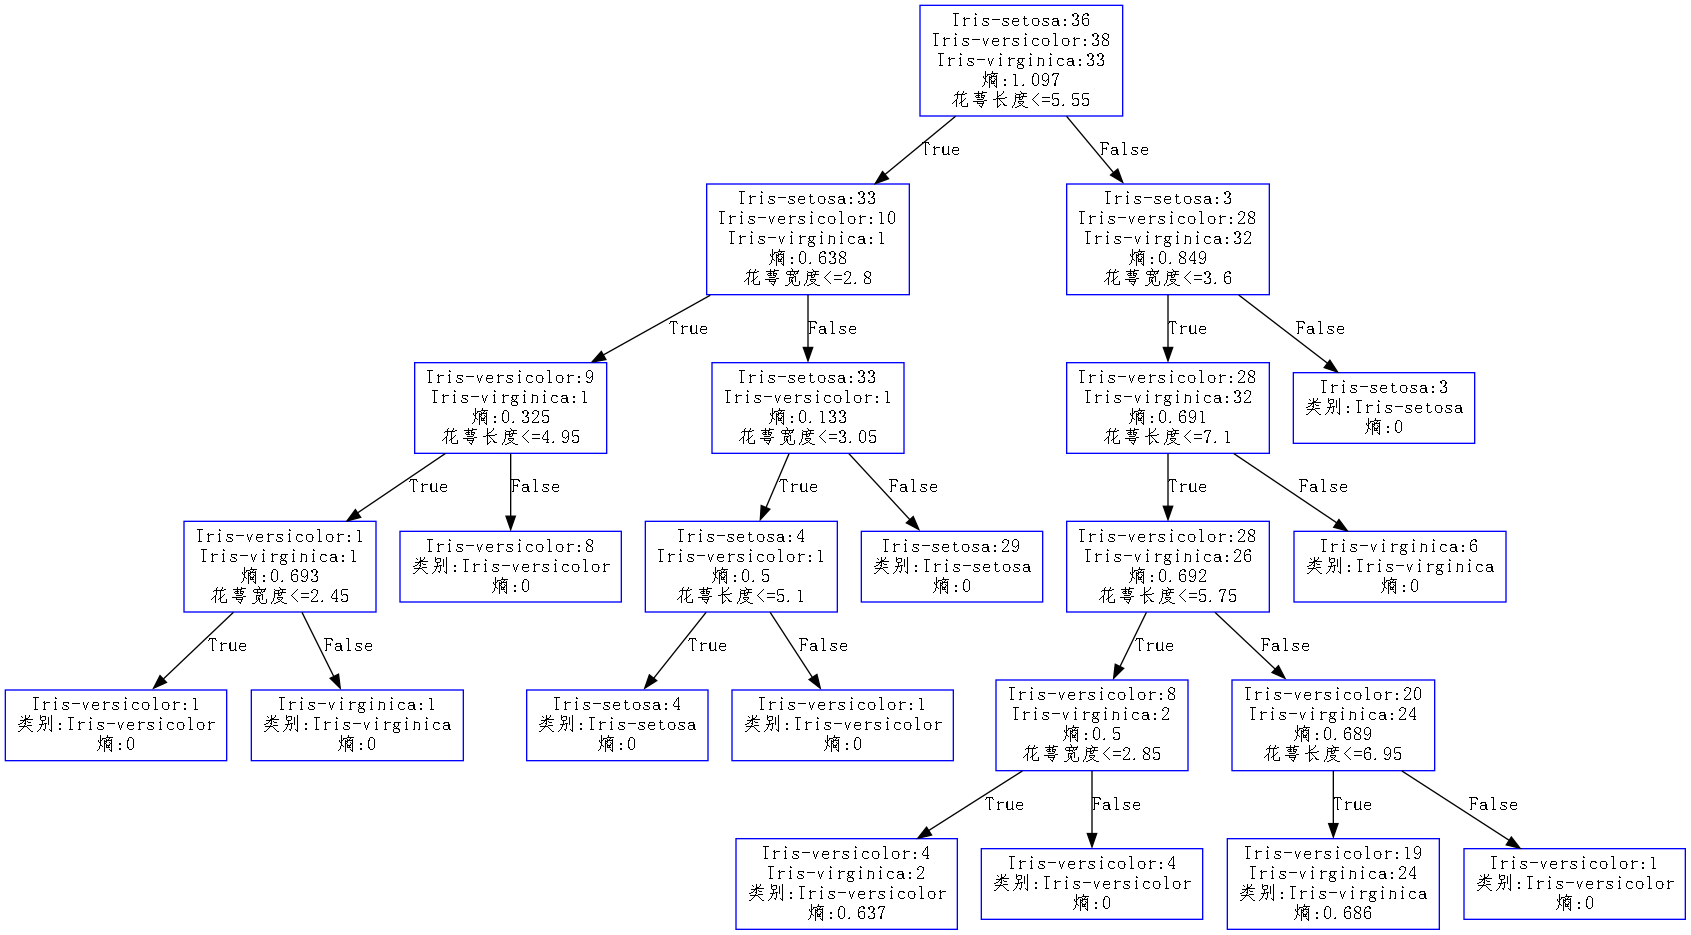 Iris-setosa:36
Iris-versicolor:38
Iris-virginica:33
熵:1.097
花萼长度<=5.55
True
False
Iris-setosa:33
Iris-versicolor:10
Iris-virginica:1
熵:0.638
花萼宽度<=2.8
Iris-setosa:3
Iris-versicolor:28
Iris-virginica:32
熵:0.849
花萼宽度<=3.6
True
False
True
False
Iris-versicolor:9
Iris-virginica:1
熵:0.325
花萼长度<=4.95
Iris-setosa:33
Iris-versicolor:1
熵:0.133
花萼宽度<=3.05
Iris-versicolor:28
Iris-virginica:32
熵:0.691
花萼长度<=7.1
Iris-setosa:3
类别:Iris-setosa
熵:0
True
False
True
False
True
False
Iris-versicolor:1
Iris-virginica:1
熵:0.693
花萼宽度<=2.45
Iris-versicolor:8
类别:Iris-versicolor
熵:0
Iris-setosa:4
Iris-versicolor:1
熵:0.5
花萼长度<=5.1
Iris-setosa:29
类别:Iris-setosa
熵:0
Iris-versicolor:28
Iris-virginica:26
熵:0.692
花萼长度<=5.75
Iris-virginica:6
类别:Iris-virginica
熵:0
True
False
True
False
True
False
Iris-versicolor:1
类别:Iris-versicolor
熵:0
Iris-virginica:1
类别:Iris-virginica
熵:0
Iris-setosa:4
类别:Iris-setosa
熵:0
Iris-versicolor:1
类别:Iris-versicolor
熵:0
Iris-versicolor:8
Iris-virginica:2
熵:0.5
花萼宽度<=2.85
Iris-versicolor:20
Iris-virginica:24
熵:0.689
花萼长度<=6.95
True
False
True
False
Iris-versicolor:4
Iris-virginica:2
类别:Iris-versicolor
熵:0.637
Iris-versicolor:4
类别:Iris-versicolor
熵:0
Iris-versicolor:19
Iris-virginica:24
类别:Iris-virginica
熵:0.686
Iris-versicolor:1
类别:Iris-versicolor
熵:0